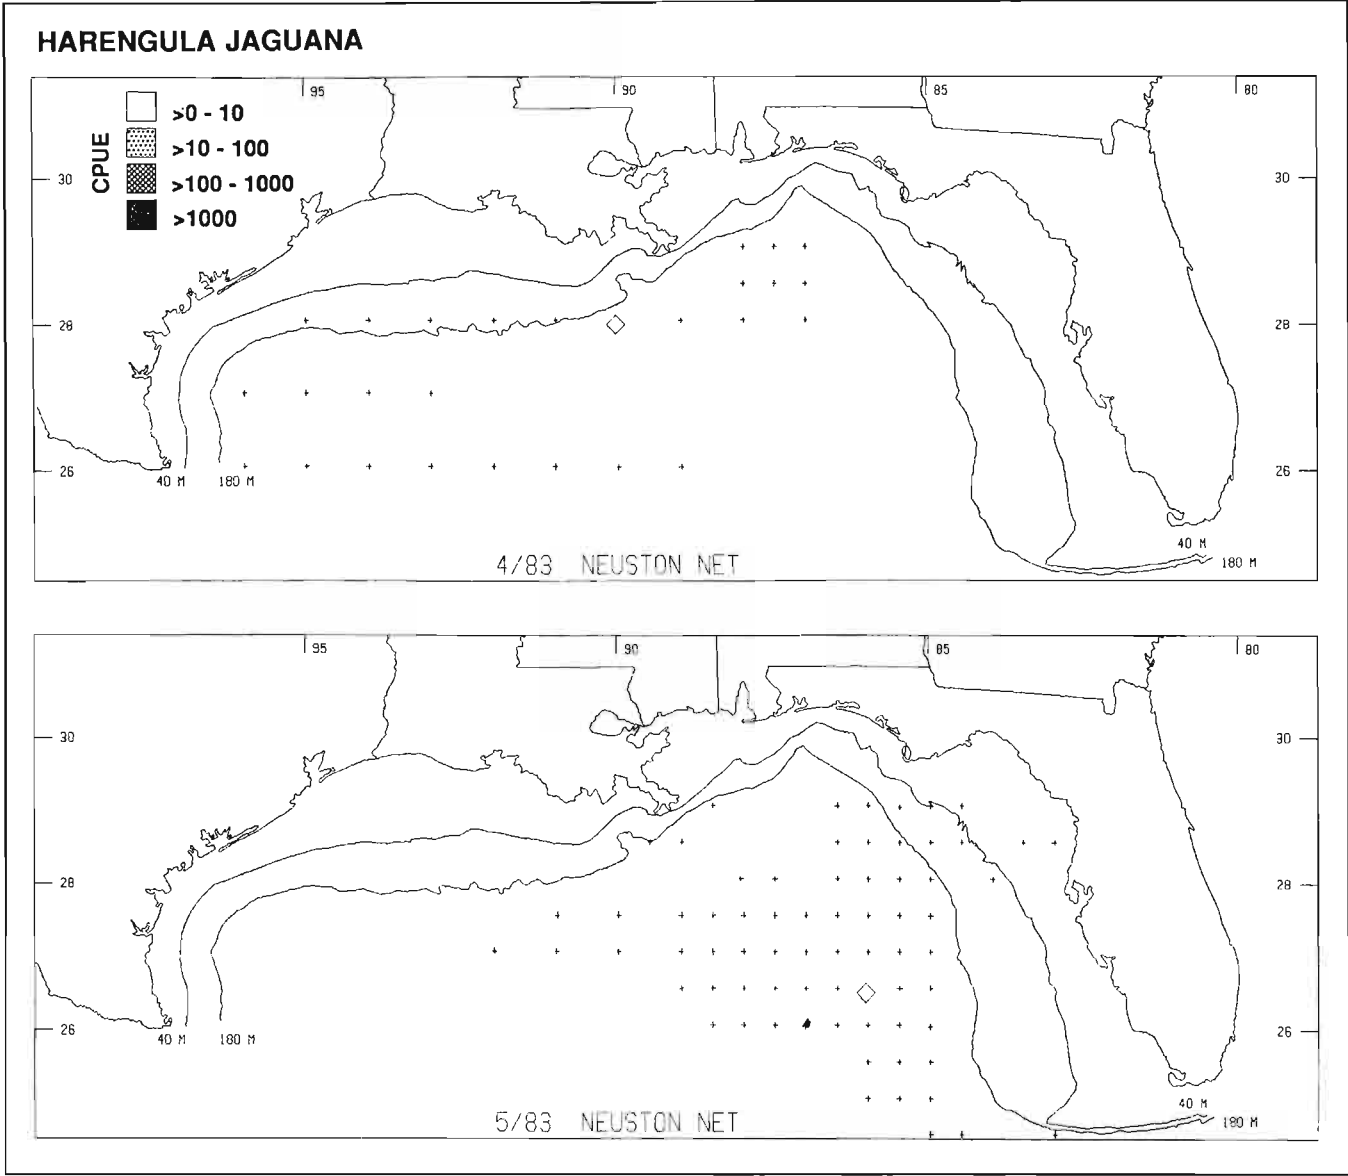 HARENGULA JAGUANA
95 90 85 80
CPUE
>0 - 10
>10 - 100
>100 - 1000
>1000
30 30
28 28
26 26
40 M 180 M
40 M
180 M
4/83 NEUSTON NET
95 90 85 80
30 30
28 28
26 26
40 M 180 M
40 M
180 M
5/83 NEUSTON NET